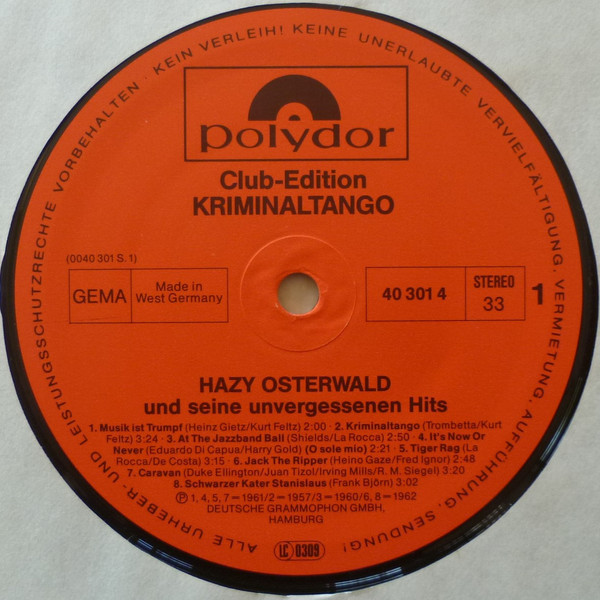 ALLE URHEBER- UND LEISTUNGSSCHUTZRECHTE VORBEHALTEN · KEIN VERLEIH! KEINE UNERLAUBTE VERVIELFÄLTIGUNG, VERMIETUNG, AUFFÜHRUNG, SENDUNG!
polydor
Club-Edition
KRIMINALTANGO
(0040 301 S.1)
GEMA
Made in
West Germany
40 301 4
STEREO
33
1
HAZY OSTERWALD
und seine unvergessenen Hits
1. Musik ist Trumpf (Heinz Gietz/Kurt Feltz) 2:00 · 2. Kriminaltango (Trombetta/Kurt
Feltz) 3:24 · 3. At The Jazzband Ball (Shields/La Rocca) 2:50 · 4. It's Now Or
Never (Eduardo Di Capua/Harry Gold) (O sole mio) 2:21 · 5. Tiger Rag (La
Rocca/De Costa) 3:15 · 6. Jack The Ripper (Heino Gaze/Fred Ignor) 2:48
7. Caravan (Duke Ellington/Juan Tizol/Irving Mills/R. M. Siegel) 3:20
8. Schwarzer Kater Stanislaus (Frank Björn) 3:22
Ⓟ 1, 4, 5, 7 = 1961/2 = 1957/3 = 1960/6, 8 = 1962
DEUTSCHE GRAMMOPHON GMBH,
HAMBURG
LC 0309